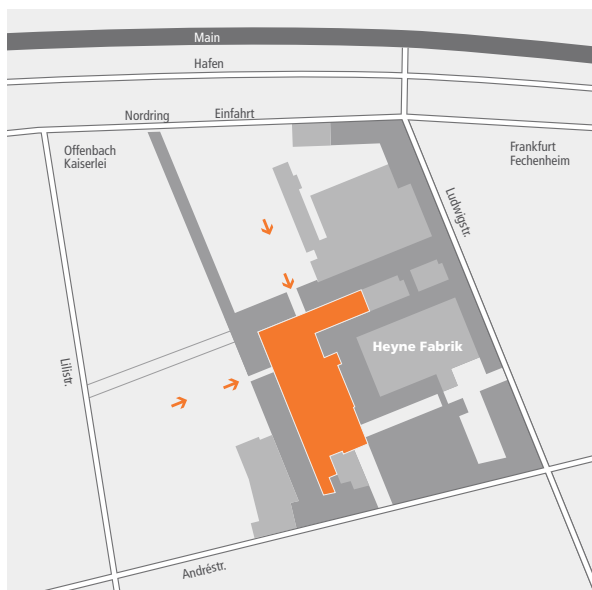 Main
Hafen
Nordring
Einfahrt
Offenbach
Kaiserlei
Frankfurt
Fechenheim
Ludwigstr.
Heyne Fabrik
Lilistr.
Andréstr.